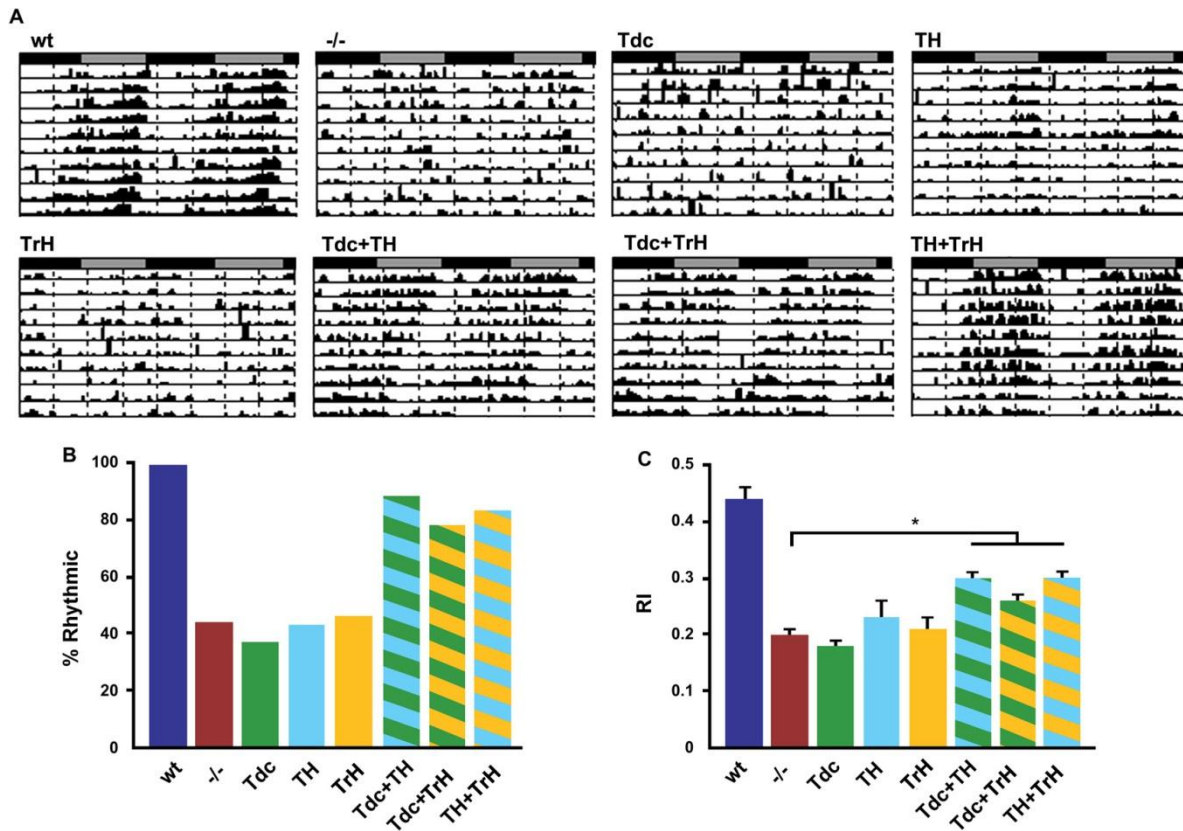 A
wt
-/-
Tdc
TH
TrH
Tdc+TH
Tdc+TrH
TH+TrH
B
% Rhythmic
100
80
60
40
20
0
wt
-/-
Tdc
TH
TrH
Tdc+TH
Tdc+TrH
TH+TrH
C
RI
0.5
0.4
0.3
0.2
0.1
0
*
wt
-/-
Tdc
TH
TrH
Tdc+TH
Tdc+TrH
TH+TrH